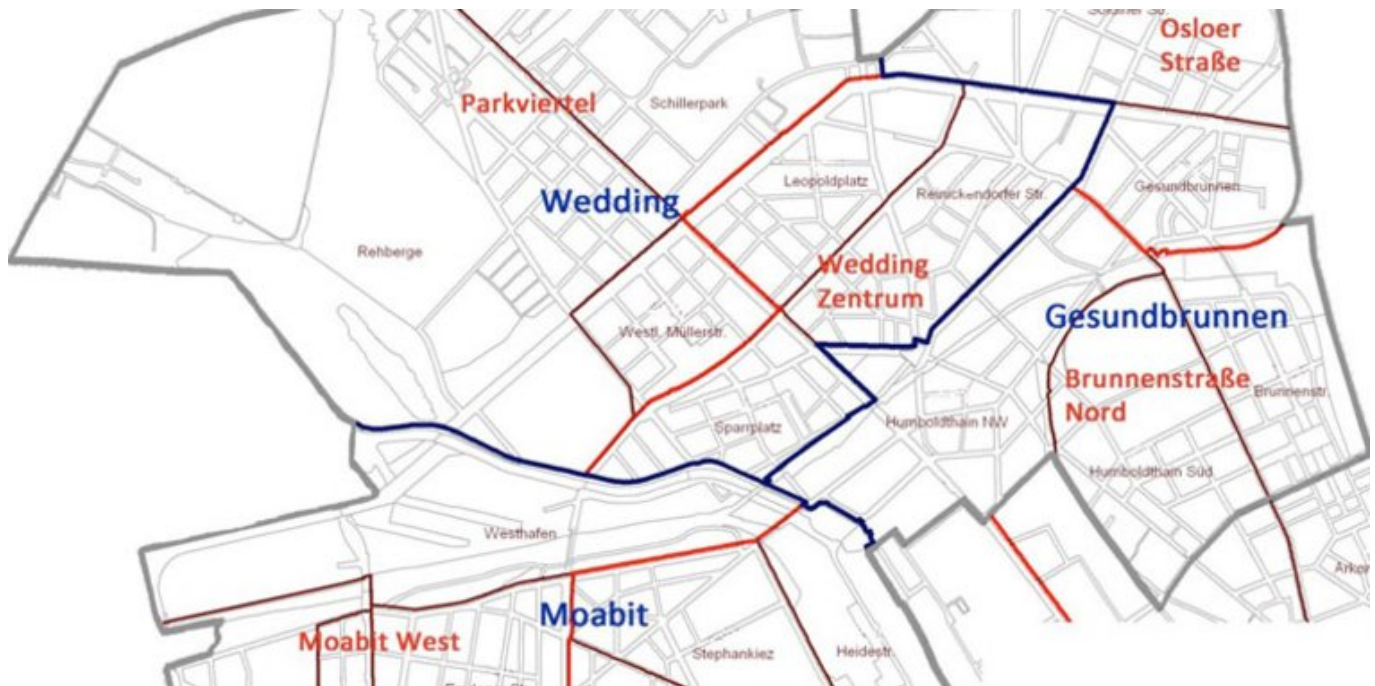 Osloer
Straße
Parkviertel
Schillerpark
Leopoldplatz
Reinickendorfer Str.
Gesundbrunnen
Wedding
Rehberge
Wedding
Zentrum
Gesundbrunnen
Westl. Müllerstr.
Brunnenstraße
Nord
Brunnenstr.
Sparrplatz
Humboldthain NW
Humboldthain Süd
Westhafen
Moabit
Moabit West
Stephankiez
Heidestr.